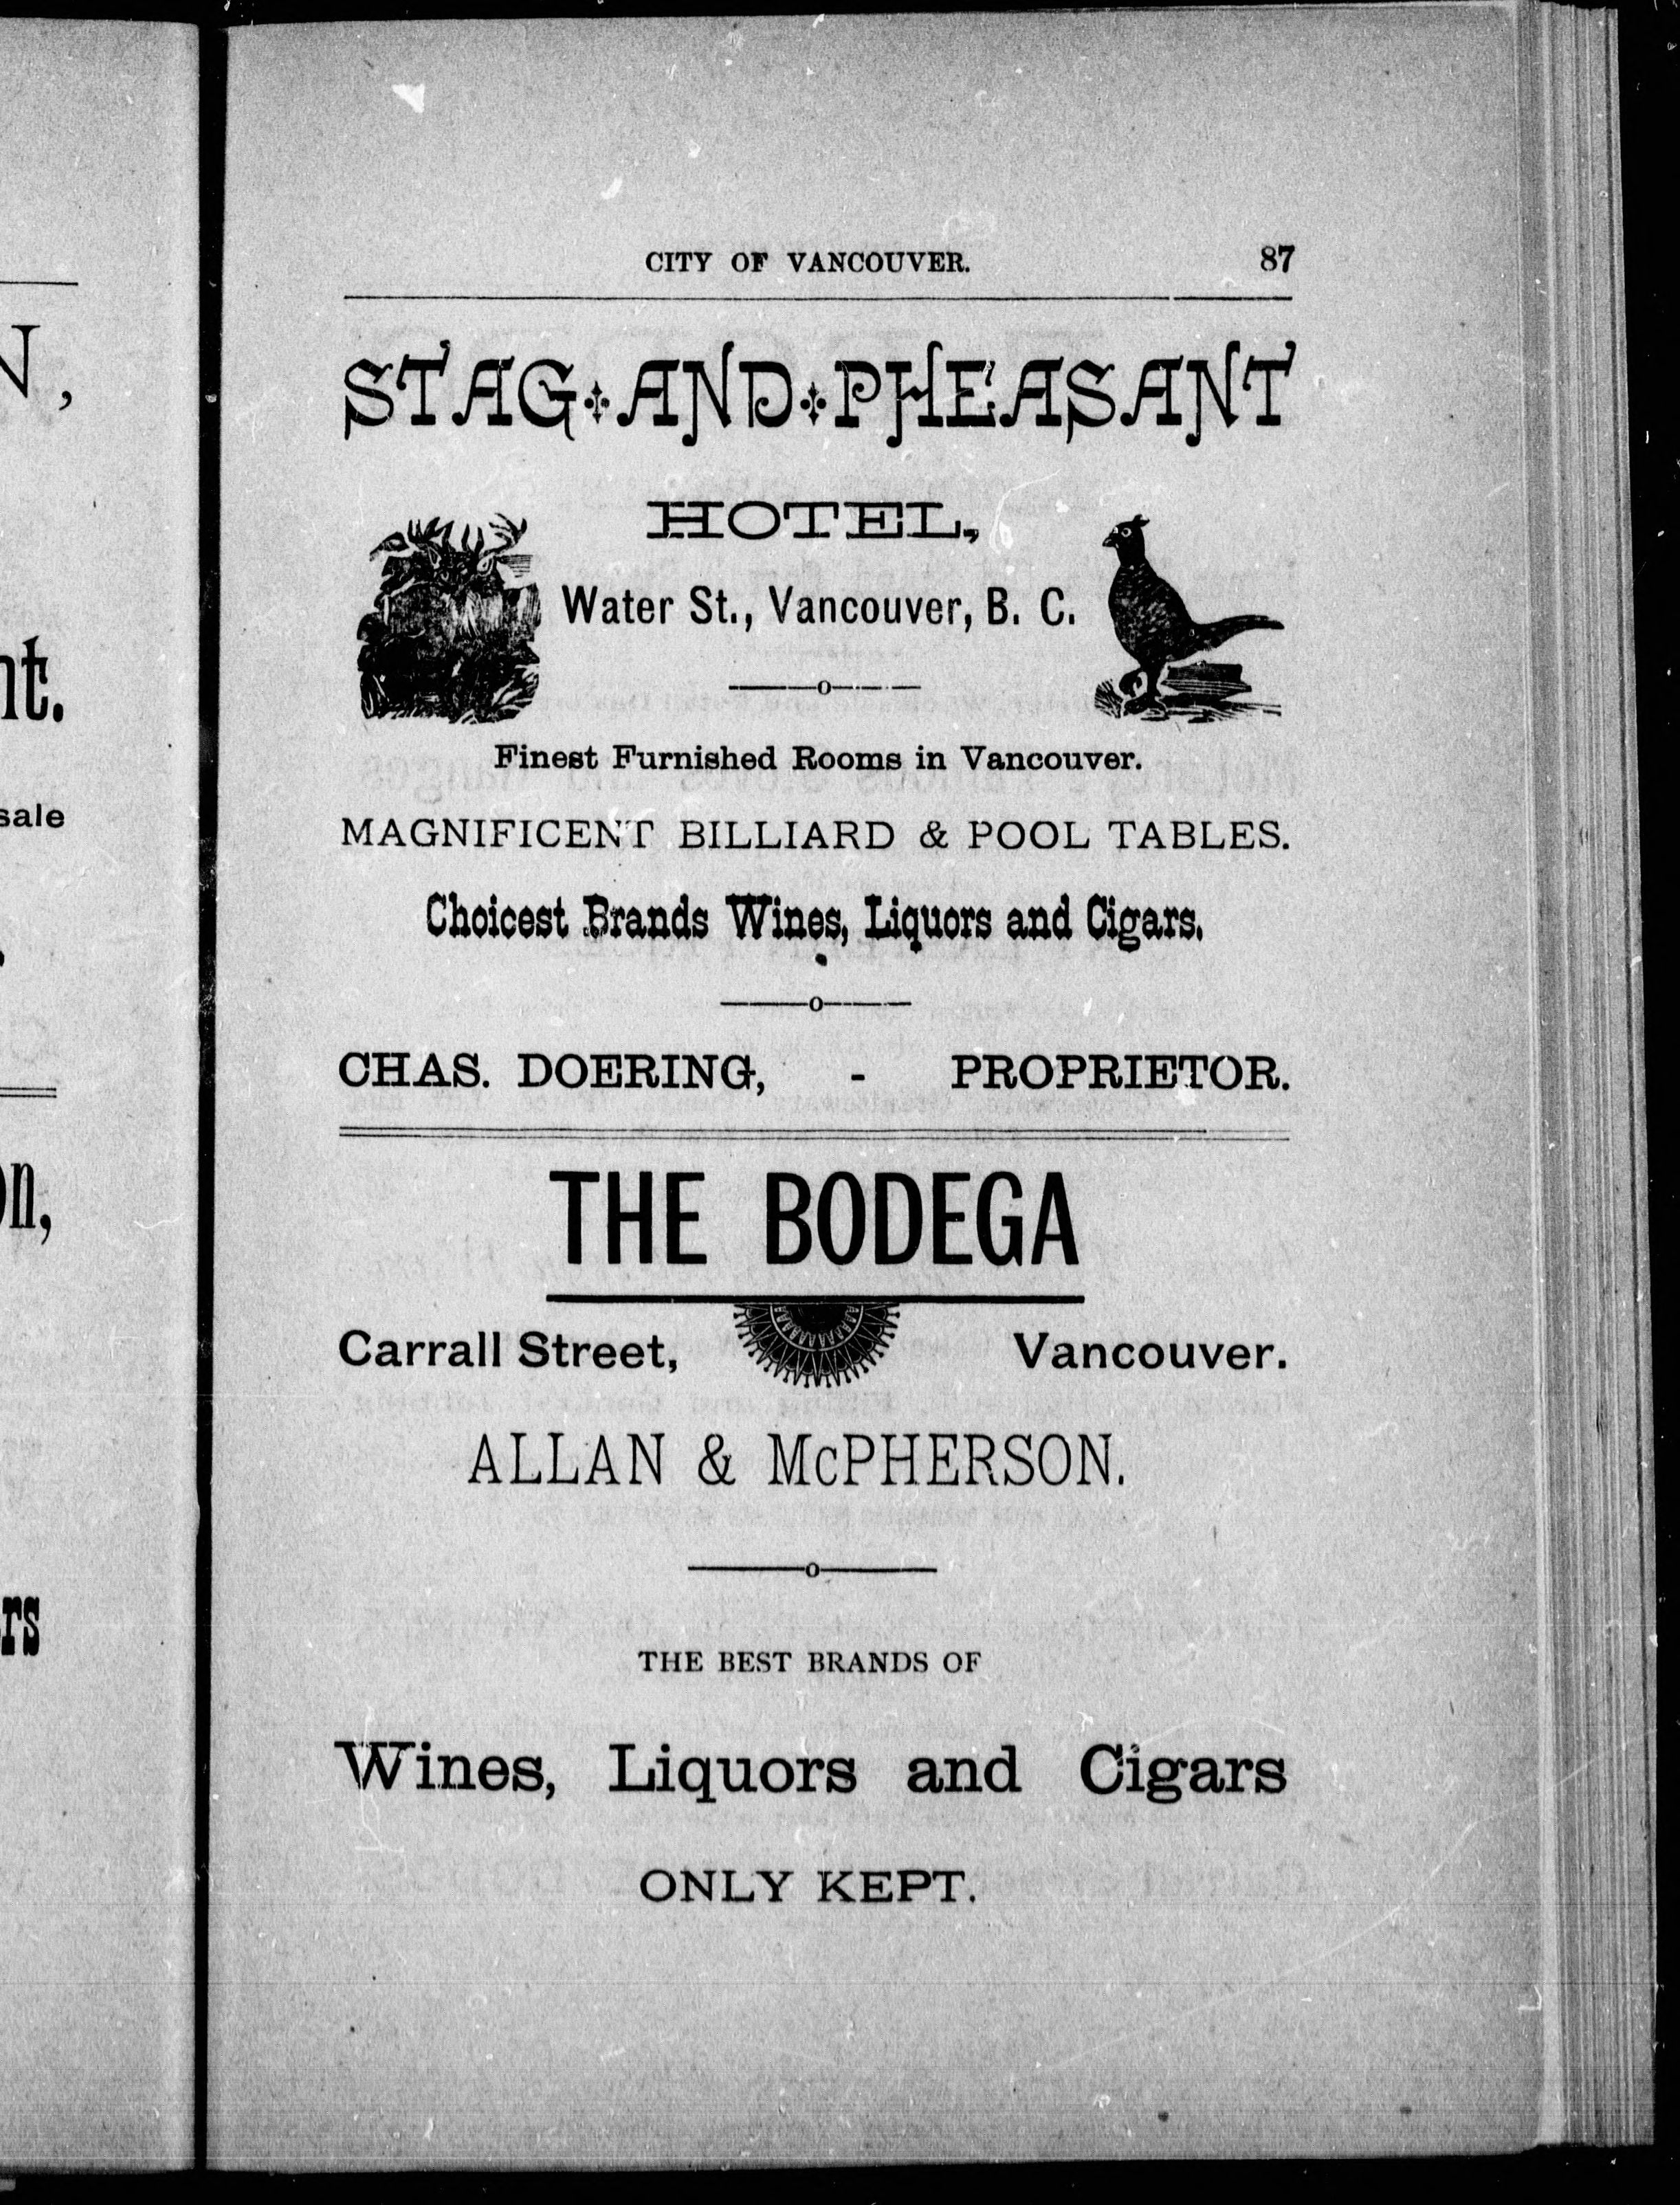 CITY OF VANCOUVER. 87
STAG AND PHEASANT
HOTEL,
Water St., Vancouver, B. C.
Finest Furnished Rooms in Vancouver.
MAGNIFICENT BILLIARD & POOL TABLES.
Choicest Brands Wines, Liquors and Cigars.
CHAS. DOERING, - PROPRIETOR.
THE BODEGA
Carrall Street, Vancouver.
ALLAN & McPHERSON.
THE BEST BRANDS OF
Wines, Liquors and Cigars
ONLY KEPT.